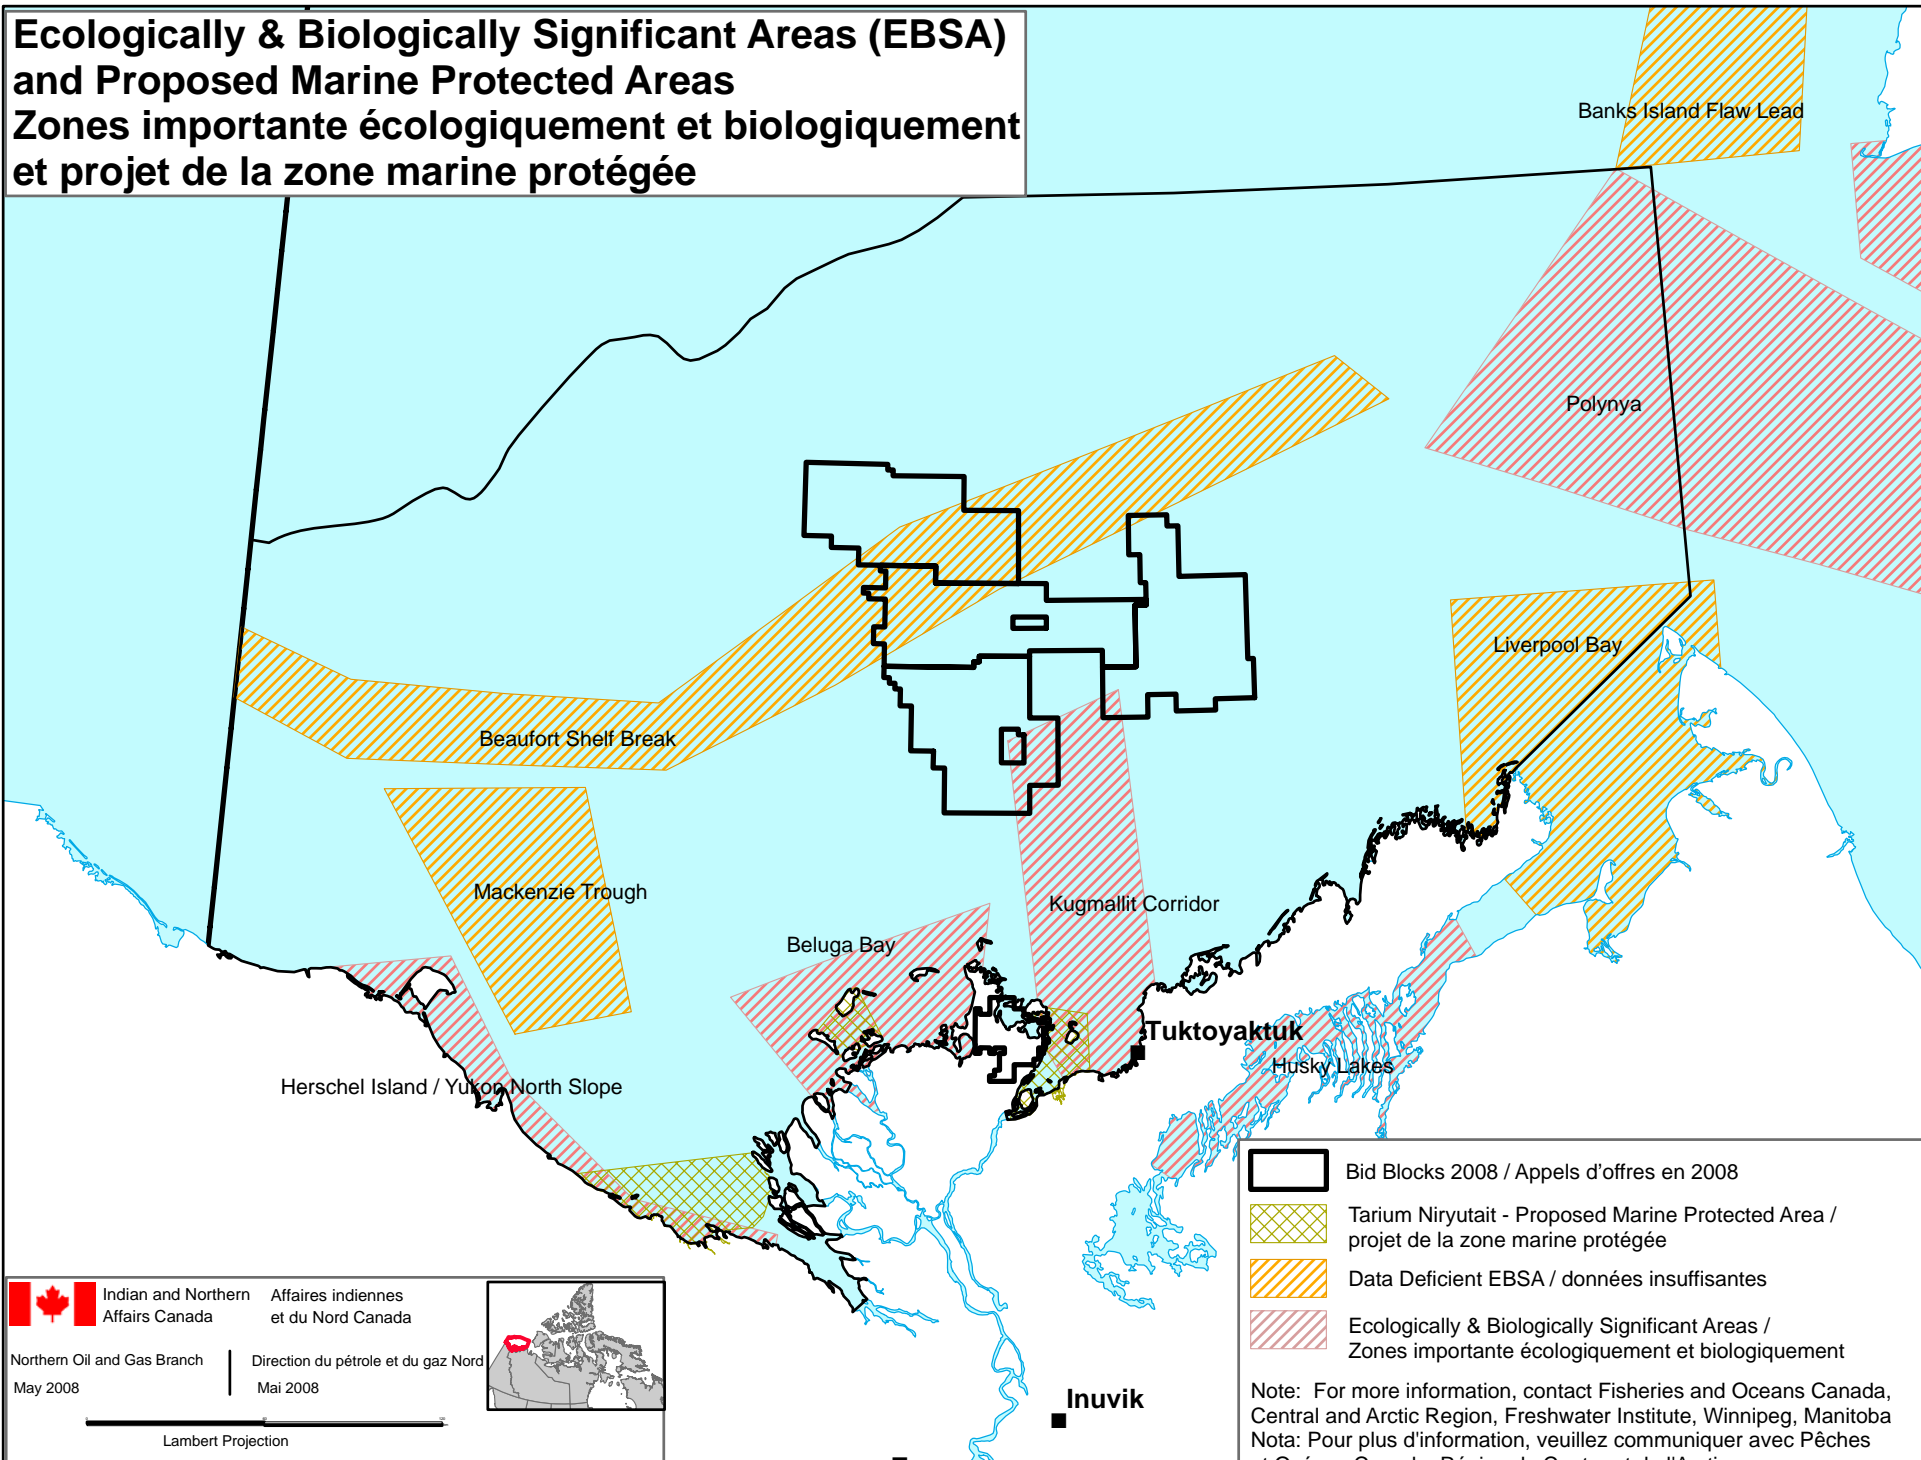 Ecologically & Biologically Significant Areas (EBSA)
and Proposed Marine Protected Areas
Zones importante écologiquement et biologiquement
et projet de la zone marine protégée
Banks Island Flaw Lead
Polynya
Liverpool Bay
Beaufort Shelf Break
Mackenzie Trough
Kugmallit Corridor
Beluga Bay
Tuktoyaktuk
Husky Lakes
Herschel Island / Yukon North Slope
Inuvik
Bid Blocks 2008 / Appels d'offres en 2008
Tarium Niryutait - Proposed Marine Protected Area /
projet de la zone marine protégée
Data Deficient EBSA / données insuffisantes
Ecologically & Biologically Significant Areas /
Zones importante écologiquement et biologiquement
Note: For more information, contact Fisheries and Oceans Canada,
Central and Arctic Region, Freshwater Institute, Winnipeg, Manitoba
Nota: Pour plus d'information, veuillez communiquer avec Pêches
Indian and Northern
Affairs Canada
Affaires indiennes
et du Nord Canada
Northern Oil and Gas Branch
May 2008
Direction du pétrole et du gaz Nord
Mai 2008
Lambert Projection